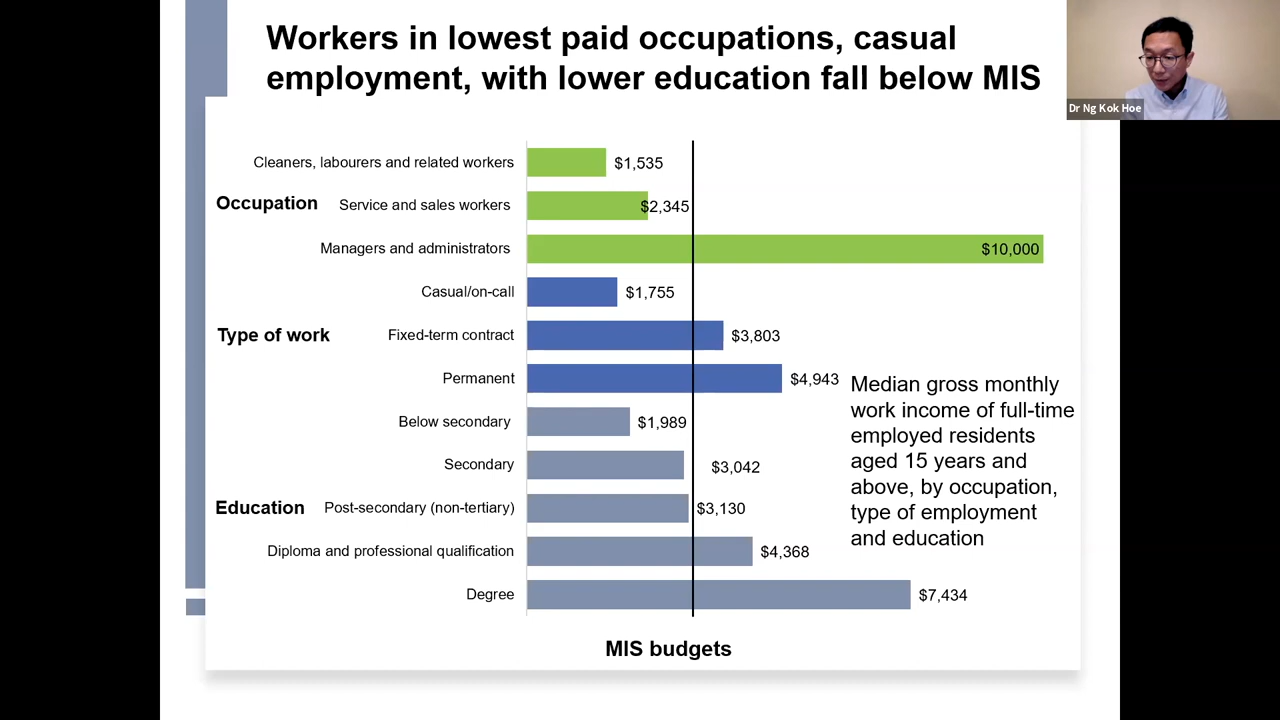 Workers in lowest paid occupations, casual
employment, with lower education fall below MIS
Dr Ng Kok Hoe
Cleaners, labourers and related workers $1,535
Occupation Service and sales workers $2,345
Managers and administrators $10,000
Casual/on-call $1,755
Type of work Fixed-term contract $3,803
Permanent $4,943
Below secondary $1,989
Secondary $3,042
Education Post-secondary (non-tertiary) $3,130
Diploma and professional qualification $4,368
Degree $7,434
Median gross monthly
work income of full-time
employed residents
aged 15 years and
above, by occupation,
type of employment
and education
MIS budgets